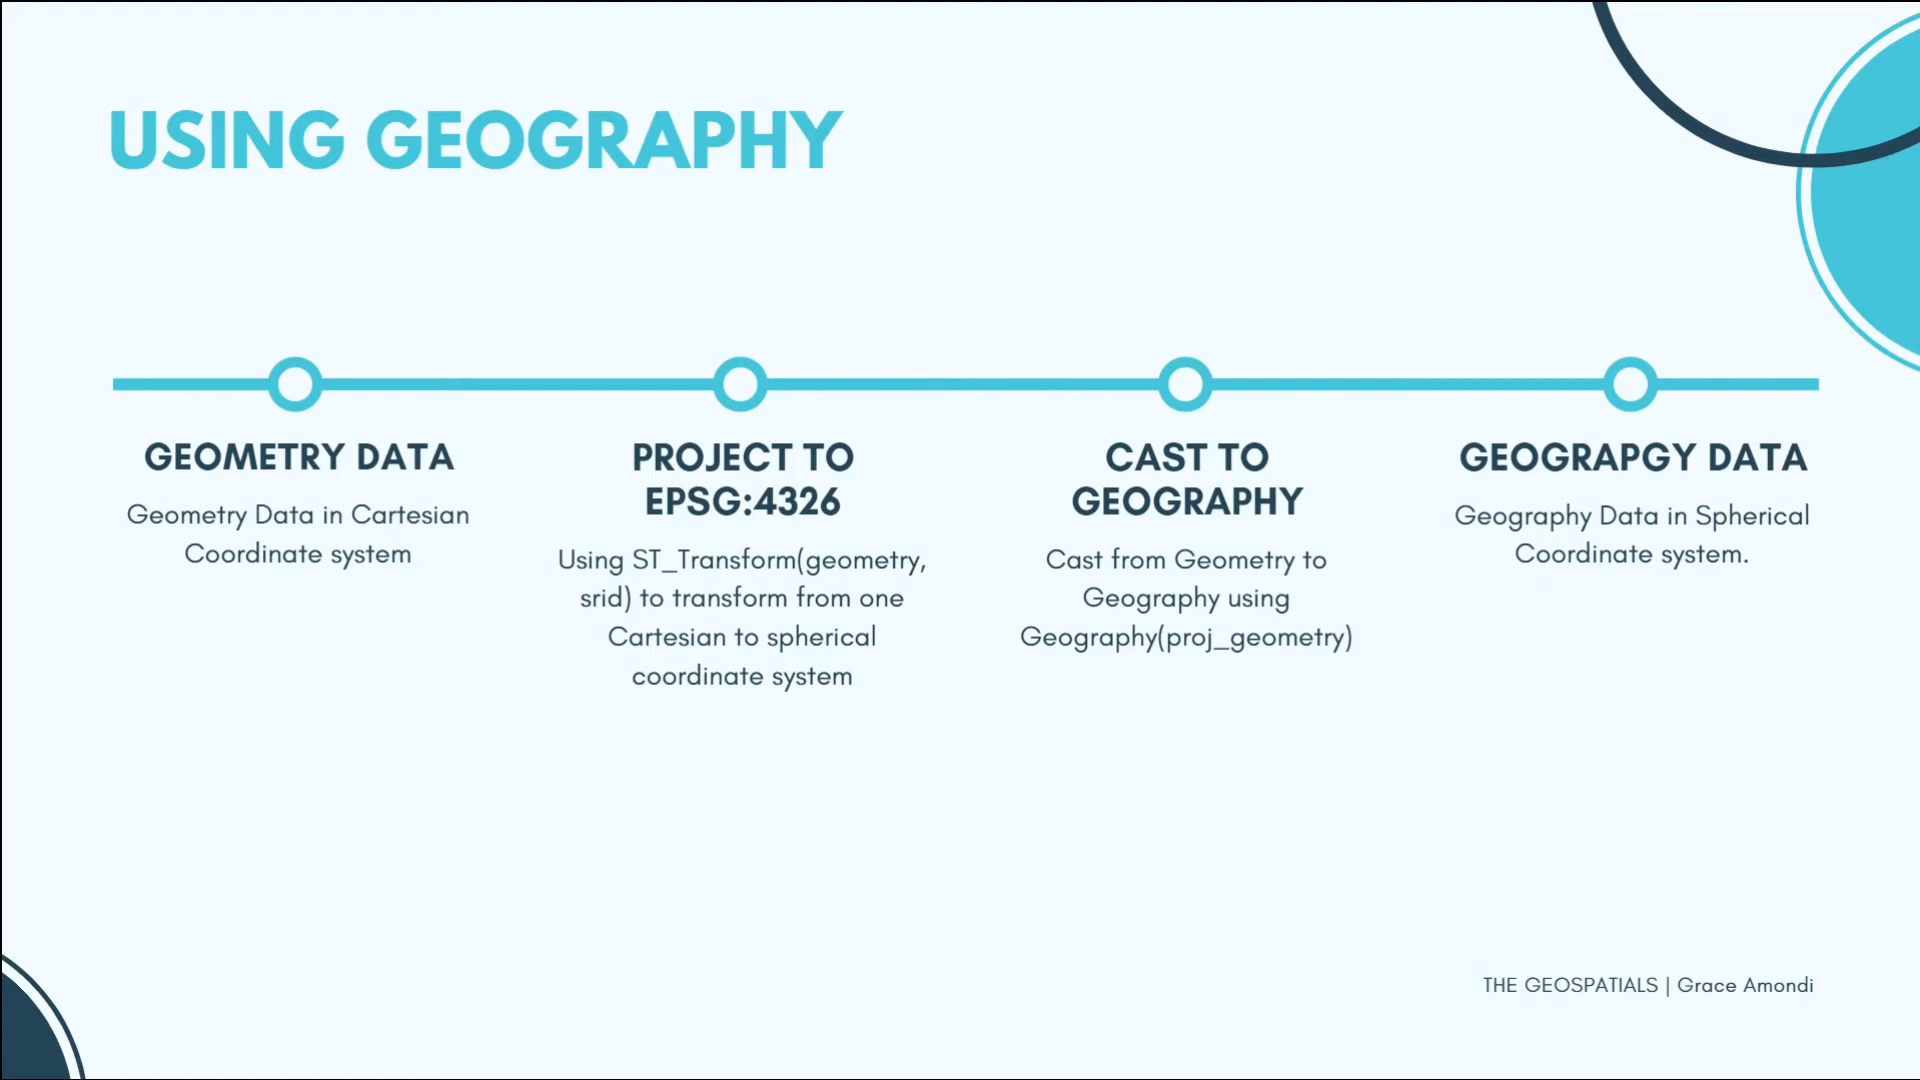 USING GEOGRAPHY
GEOMETRY DATA
Geometry Data in Cartesian
Coordinate system
PROJECT TO
EPSG:4326
Using ST_Transform(geometry,
srid) to transform from one
Cartesian to spherical
coordinate system
CAST TO
GEOGRAPHY
Cast from Geometry to
Geography using
Geography(proj_geometry)
GEOGRAPGY DATA
Geography Data in Spherical
Coordinate system.
THE GEOSPATIALS | Grace Amondi